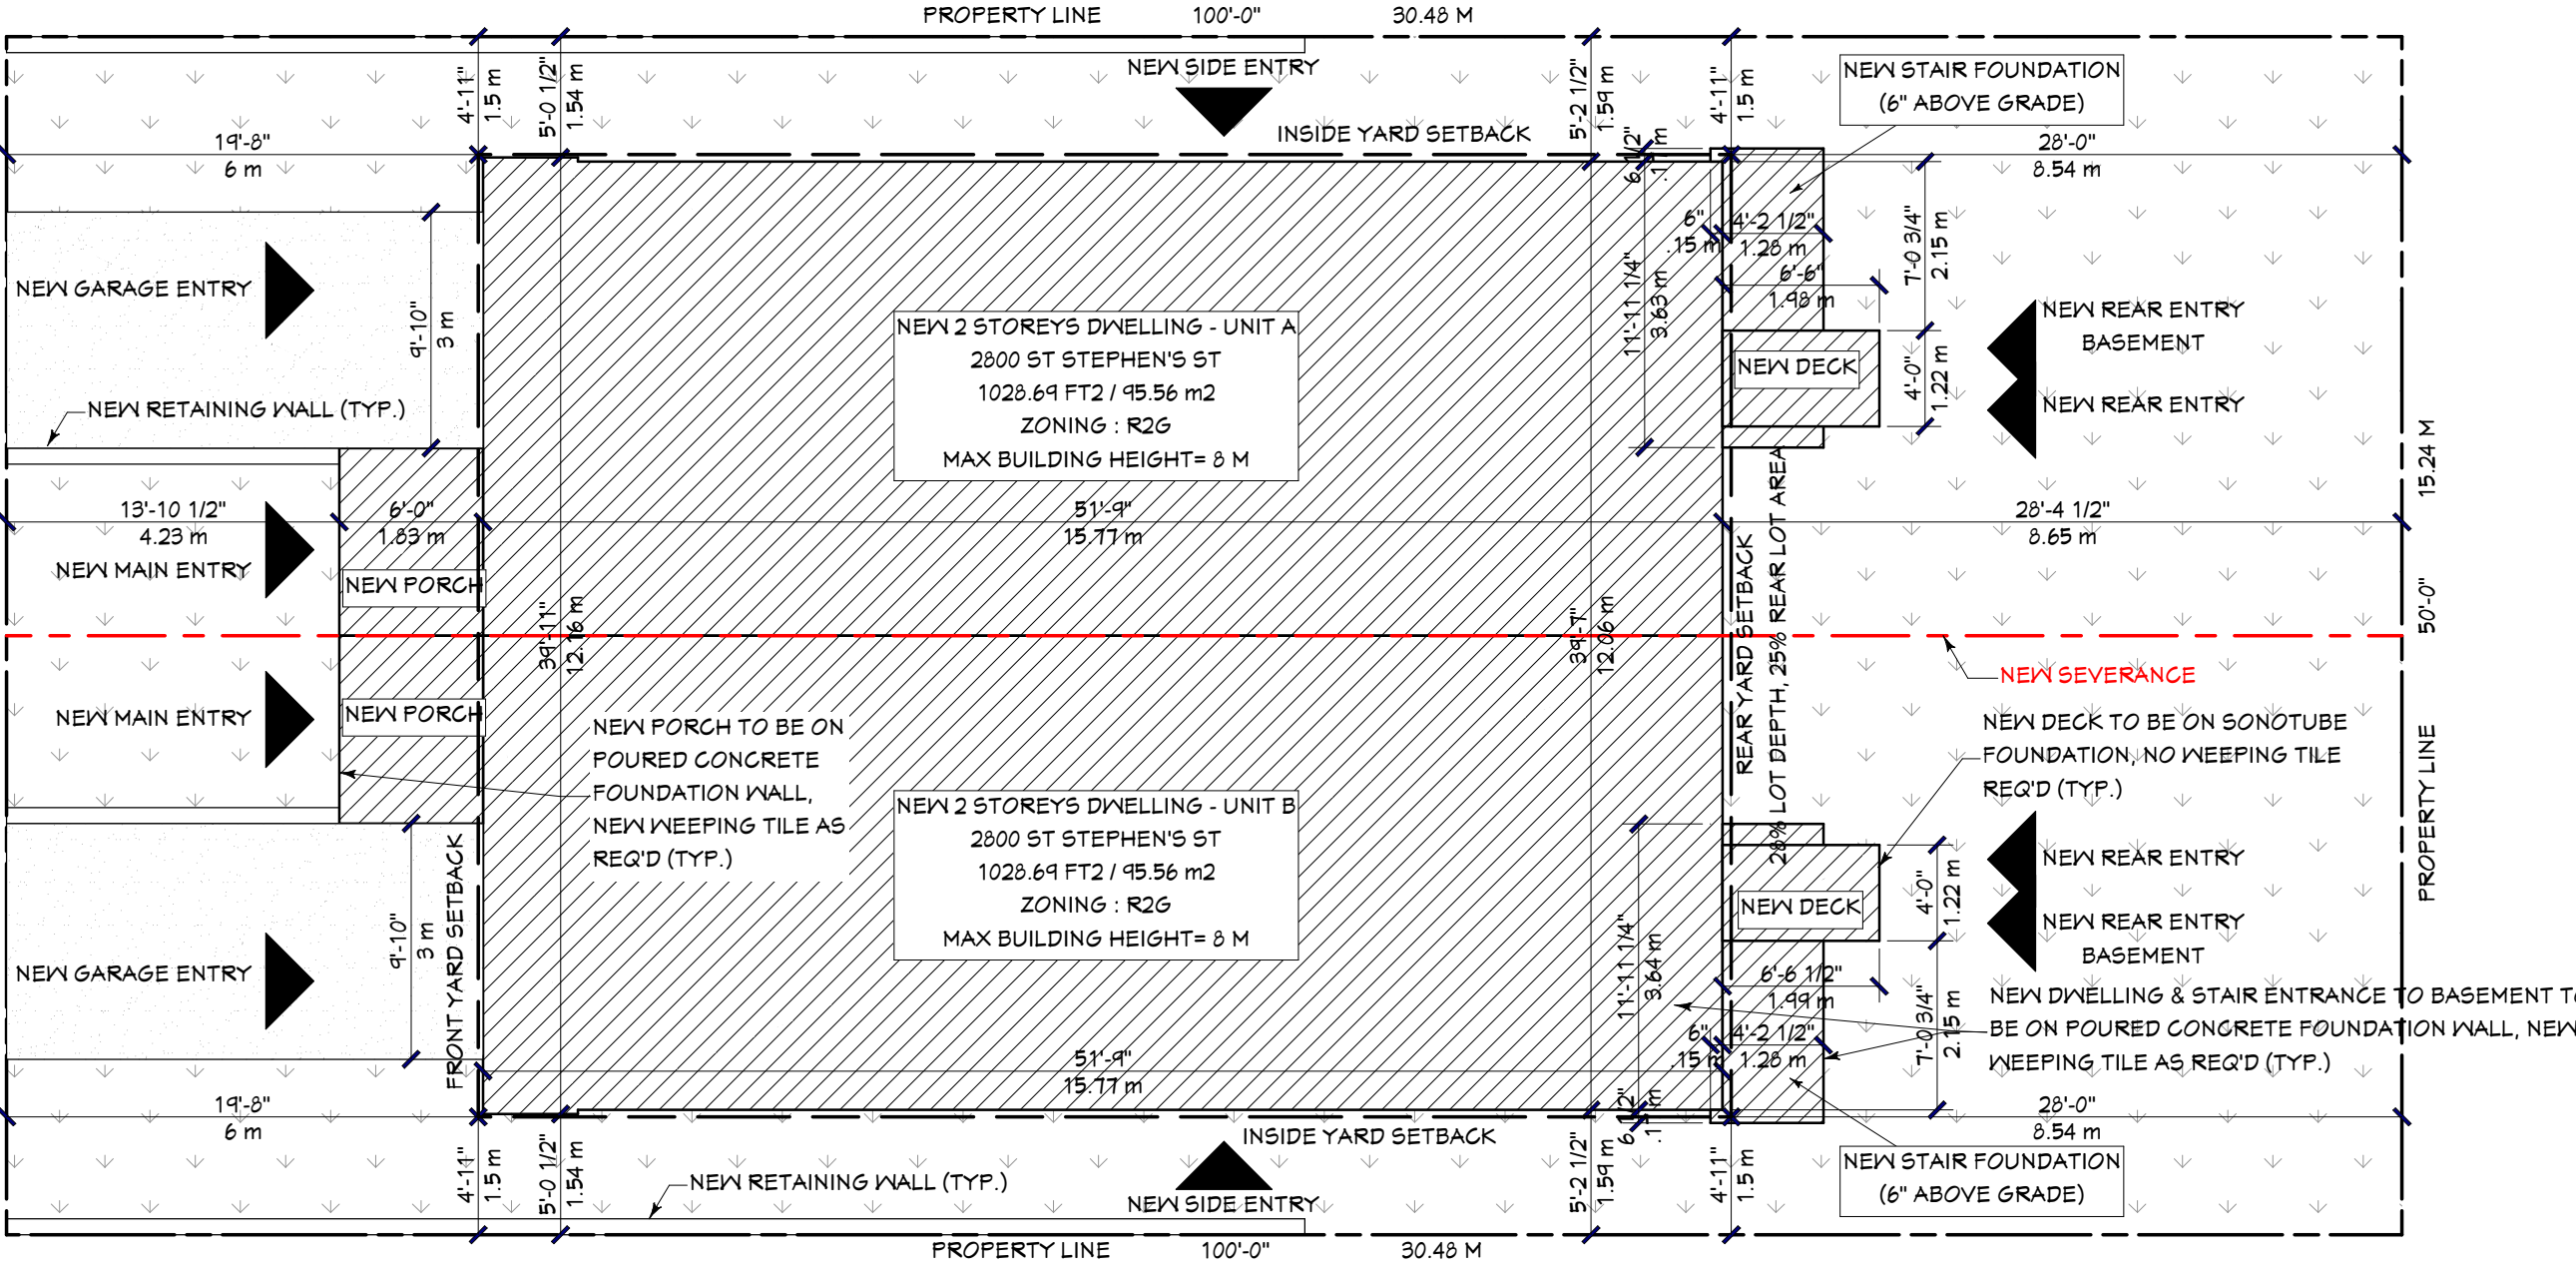 PROPERTY LINE 100'-0" 30.48 M
4'-11"
1.5 m
5'-0 1/2"
1.54 m
NEW SIDE ENTRY
5'-2 1/2"
1.59 m
4'-11"
1.5 m
NEW STAIR FOUNDATION
(6" ABOVE GRADE)
INSIDE YARD SETBACK
19'-8"
6 m
6 1/2"
28'-0"
8.54 m
6"
.15 m
4'-2 1/2"
1.28 m
7'-0 3/4"
2.15 m
6'-6"
1.98 m
NEW GARAGE ENTRY
9'-10"
3 m
11'-11 1/4"
3.63 m
NEW 2 STOREYS DWELLING - UNIT A
2800 ST STEPHEN'S ST
1028.69 FT2 / 95.56 m2
ZONING : R2G
MAX BUILDING HEIGHT= 8 M
NEW DECK
4'-0"
1.22 m
NEW REAR ENTRY
BASEMENT
NEW REAR ENTRY
NEW RETAINING WALL (TYP.)
15.24 M
13'-10 1/2"
4.23 m
6'-0"
1.83 m
51'-9"
15.77 m
28'-4 1/2"
8.65 m
NEW MAIN ENTRY
NEW PORCH
39'-11"
12.16 m
39'-7"
12.06 m
REAR YARD SETBACK
28% LOT DEPTH, 25% REAR LOT AREA
50'-0"
NEW SEVERANCE
NEW MAIN ENTRY
NEW PORCH
NEW PORCH TO BE ON
POURED CONCRETE
FOUNDATION WALL,
NEW WEEPING TILE AS
REQ'D (TYP.)
NEW DECK TO BE ON SONOTUBE
FOUNDATION, NO WEEPING TILE
REQ'D (TYP.)
PROPERTY LINE
NEW 2 STOREYS DWELLING - UNIT B
2800 ST STEPHEN'S ST
1028.69 FT2 / 95.56 m2
ZONING : R2G
MAX BUILDING HEIGHT= 8 M
NEW DECK
4'-0"
1.22 m
NEW REAR ENTRY
NEW REAR ENTRY
BASEMENT
FRONT YARD SETBACK
9'-10"
3 m
NEW GARAGE ENTRY
11'-11 1/4"
3.64 m
6'-6 1/2"
1.99 m
6"
.15 m
4'-2 1/2"
1.28 m
7'-0 3/4"
2.15 m
NEW DWELLING & STAIR ENTRANCE TO BASEMENT
BE ON POURED CONCRETE FOUNDATION WALL, NEW
WEEPING TILE AS REQ'D (TYP.)
51'-9"
15.77 m
19'-8"
6 m
6 1/2"
28'-0"
8.54 m
INSIDE YARD SETBACK
4'-11"
1.5 m
5'-0 1/2"
1.54 m
NEW RETAINING WALL (TYP.)
NEW SIDE ENTRY
5'-2 1/2"
1.59 m
4'-11"
1.5 m
NEW STAIR FOUNDATION
(6" ABOVE GRADE)
PROPERTY LINE 100'-0" 30.48 M